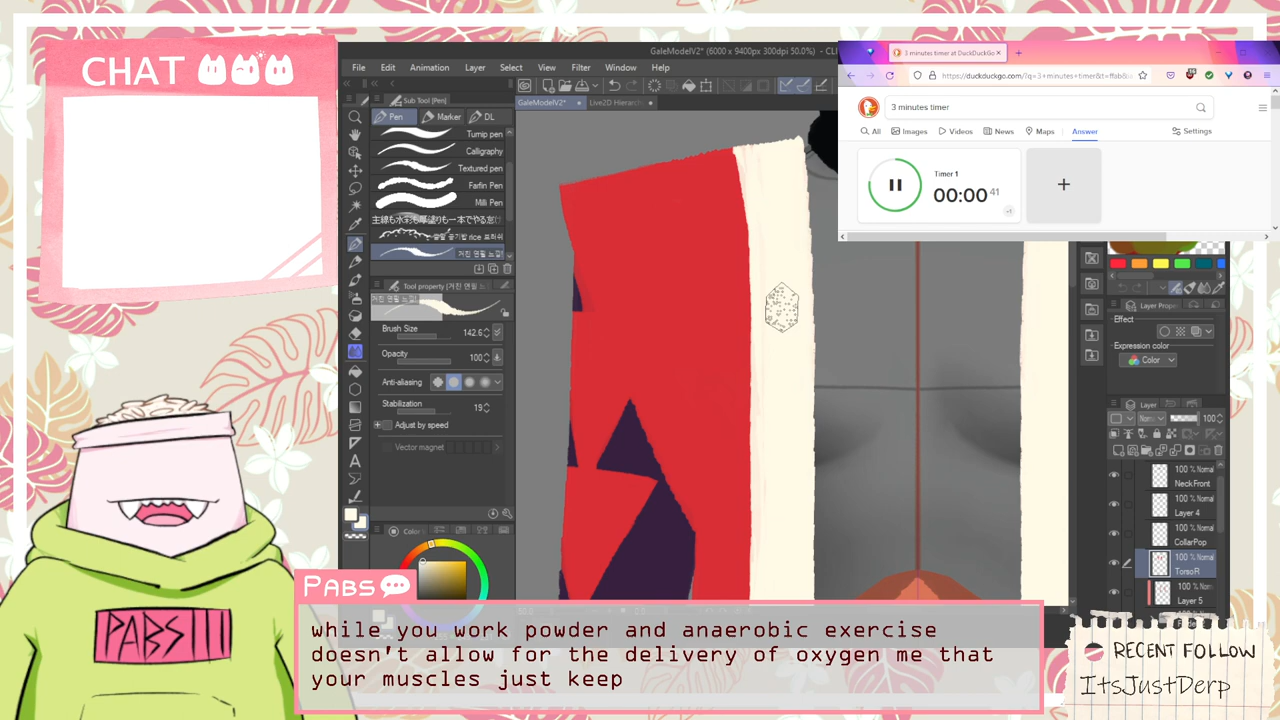 CHAT
GaleModelV2* (6000 x 9400px 300dpi 50.0%)
File Edit Animation Layer Select View Filter Window Help
Sub Tool [Pen]
GaleModelV2*
Pen Marker DL
Turnip pen
Calligraphy
Textured pen
Farfin Pen
Milli Pen
Brush Size 142.6
Opacity 100
Anti-aliasing
Stabilization 19
Adjust by speed
Vector magnet
Color
3 minutes timer at DuckDuckGo
https://duckduckgo.com/?q=3+minutes+timer&t=ffab&
3 minutes timer
All Images Videos News Maps Answer Settings
Timer 1
00:00 41
+1
Effect
Expression color
Color
Layer
100
100 % Normal
NeckFront
100 % Normal
Layer 4
100 % Normal
CollarPop
100 % Normal
TorsoR
Layer 5
PABS
PABS
while you work powder and anaerobic exercise
doesn't allow for the delivery of oxygen me that
your muscles just keep
RECENT FOLLOW
ItsJustDerp